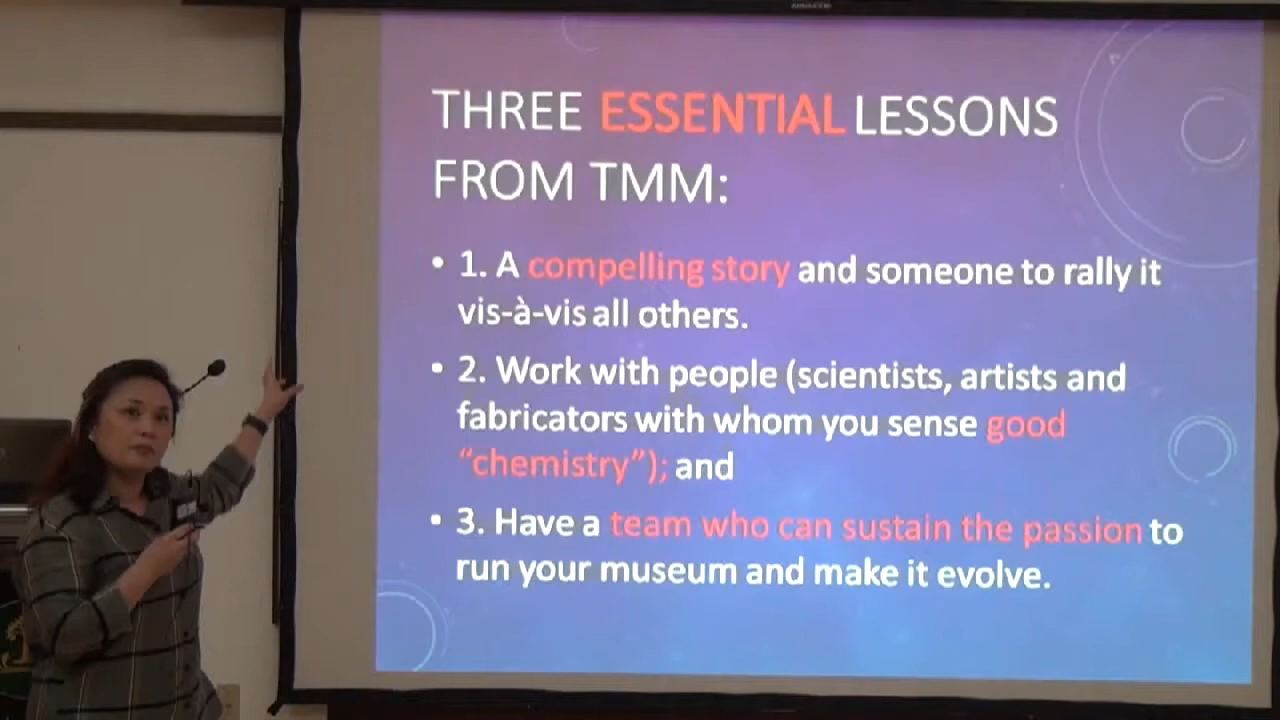 THREE ESSENTIAL LESSONS
FROM TMM:
• 1. A compelling story and someone to rally it
vis-à-vis all others.
• 2. Work with people (scientists, artists and
fabricators with whom you sense good
“chemistry”); and
• 3. Have a team who can sustain the passion to
run your museum and make it evolve.